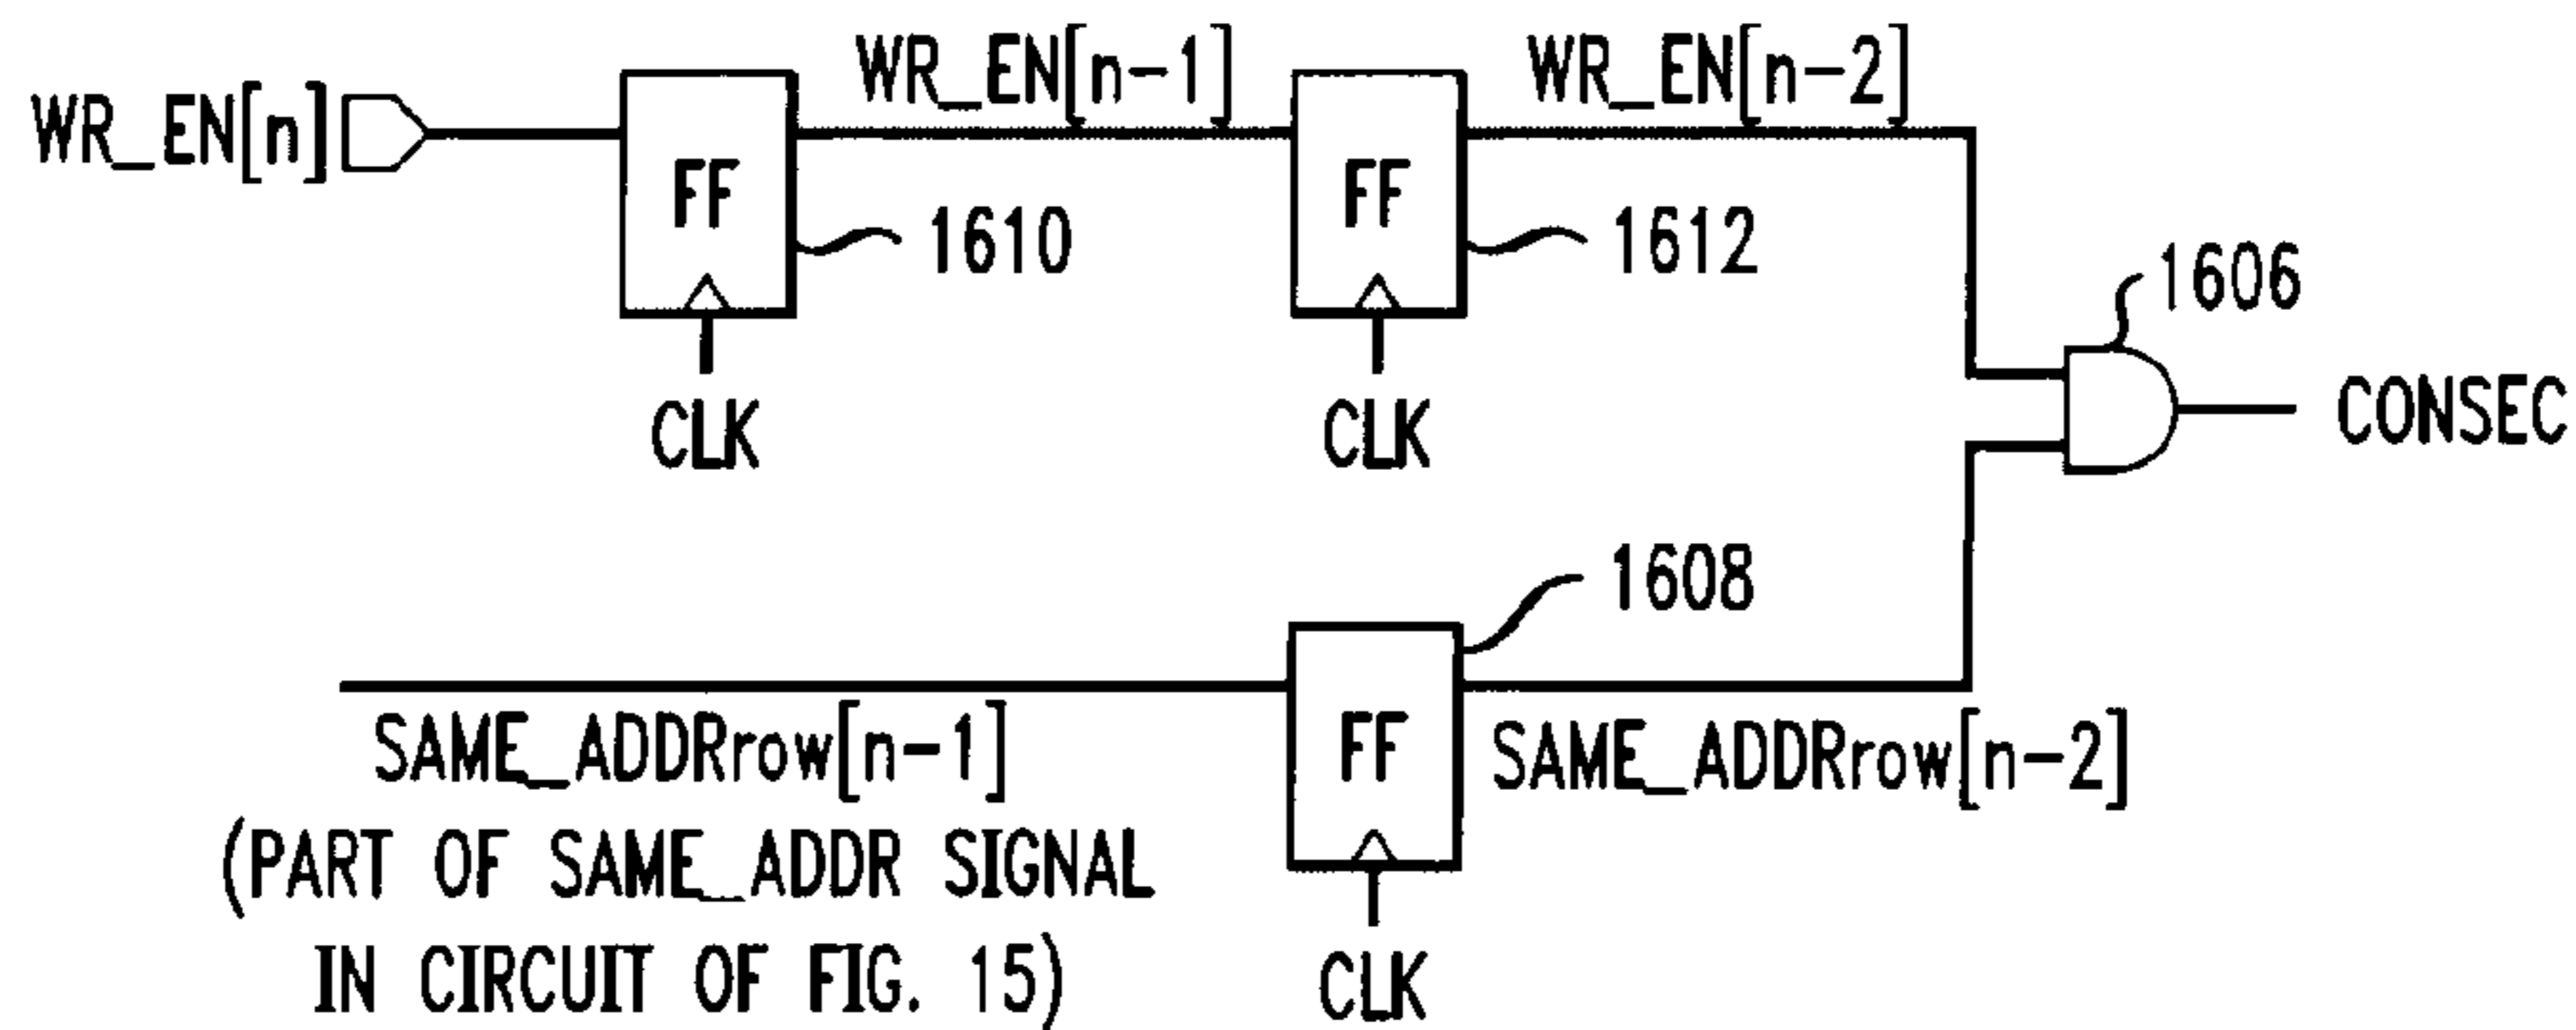 WR_EN[n]
WR_EN[n-1]
WR_EN[n-2]
FF
1610
FF
1612
1606
CLK
CLK
CONSEC
1608
FF
SAME_ADDRrow[n-1]
SAME_ADDRrow[n-2]
(PART OF SAME_ADDR SIGNAL
IN CIRCUIT OF FIG. 15)
CLK